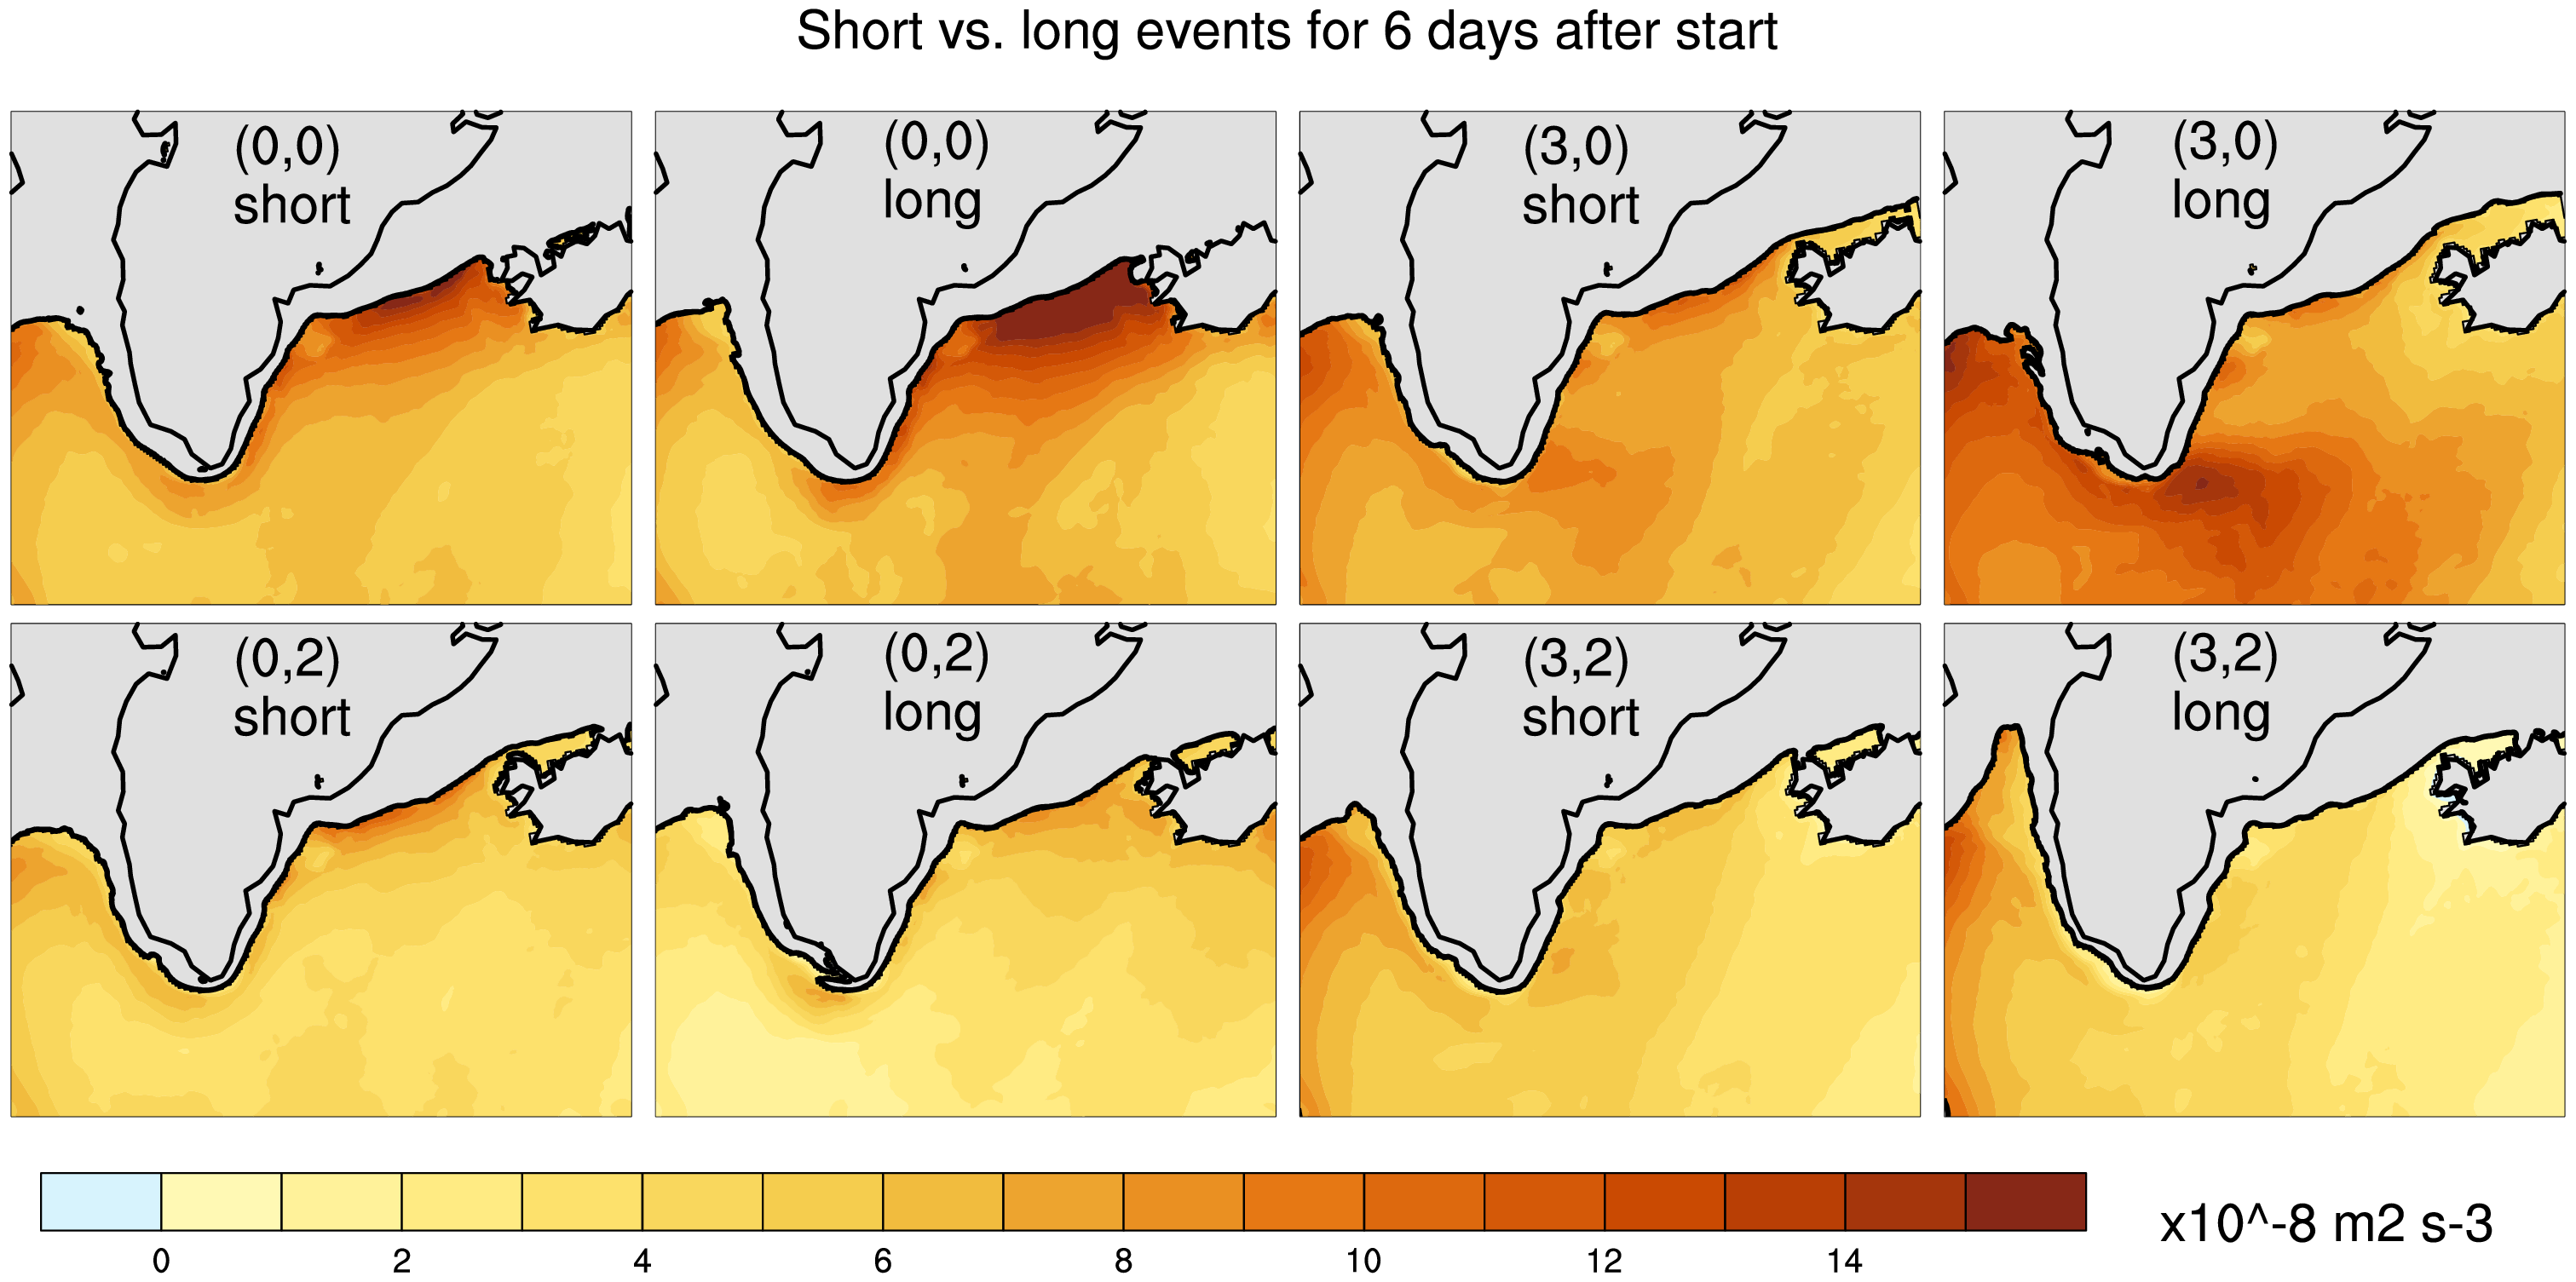 Short vs. long events for 6 days after start
(0,0)
short
(0,0)
long
(3,0)
short
(3,0)
long
(0,2)
short
(0,2)
long
(3,2)
short
(3,2)
long
0 2 4 6 8 10 12 14
x10^-8 m2 s-3